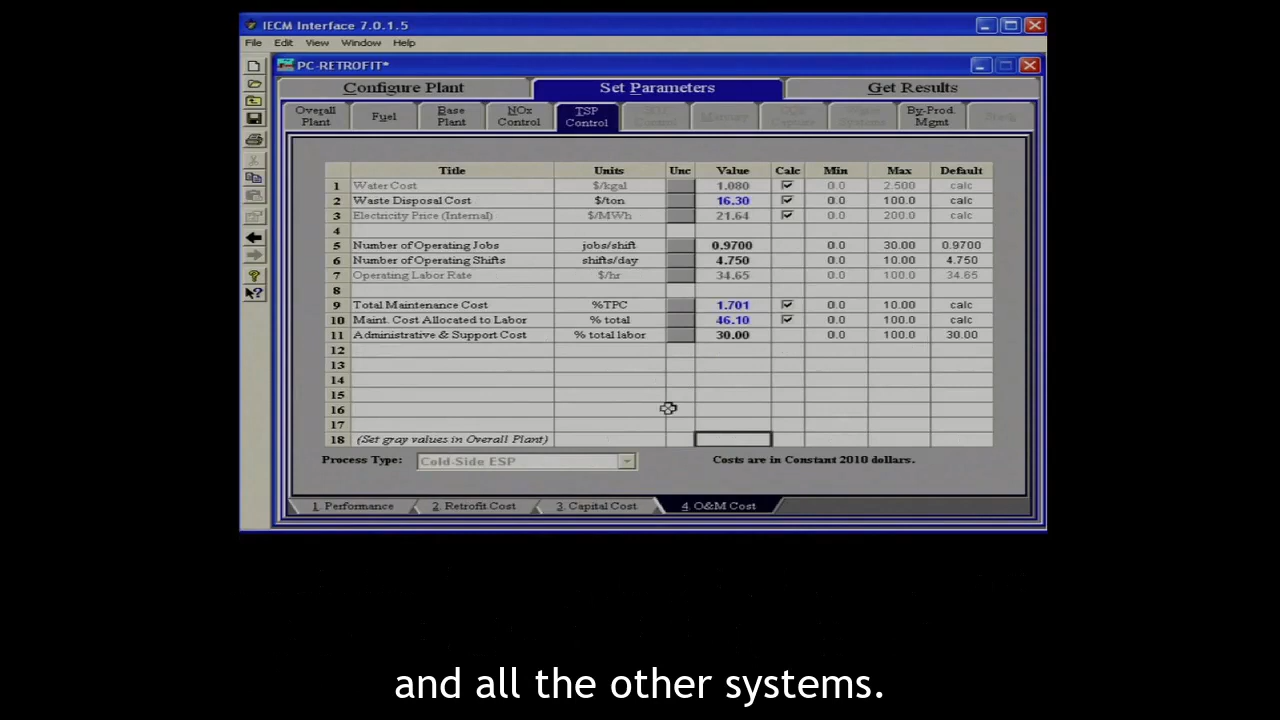 IECM Interface 7.0.1.5
File Edit View Window Help
PC-RETROFIT*
Configure Plant Set Parameters Get Results
Overall Plant Fuel Base Plant NOx Control TSP Control SO2 Control Mercury CO2 Capture Water Systems By-Prod. Mgmt Stack
Title Units Unc Value Calc Min Max Default
1 Water Cost $/kgal 1.080 0.0 2.500 calc
2 Waste Disposal Cost $/ton 16.30 0.0 100.0 calc
3 Electricity Price (Internal) $/MWh 21.64 0.0 200.0 calc
4
5 Number of Operating Jobs jobs/shift 0.9700 0.0 30.00 0.9700
6 Number of Operating Shifts shifts/day 4.750 0.0 10.00 4.750
7 Operating Labor Rate $/hr 34.65 0.0 100.0 34.65
8
9 Total Maintenance Cost %TPC 1.701 0.0 10.00 calc
10 Maint. Cost Allocated to Labor % total 46.10 0.0 100.0 calc
11 Administrative & Support Cost % total labor 30.00 0.0 100.0 30.00
12
13
14
15
16
17
18 (Set gray values in Overall Plant)
Process Type: Cold-Side ESP Costs are in Constant 2010 dollars.
1. Performance 2. Retrofit Cost 3. Capital Cost 4. O&M Cost
and all the other systems.